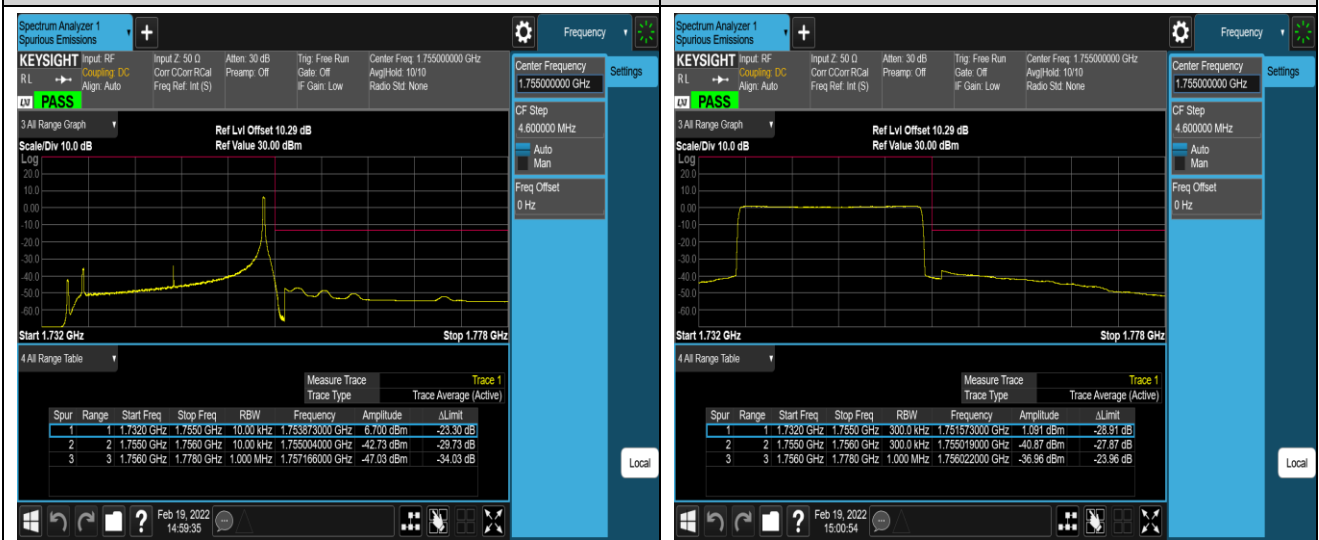 Spectrum Analyzer 1
Spurious Emissions
+
Frequency
KEYSIGHT
Input: RF
Input Z: 50 Ω
Atten: 30 dB
Trig: Free Run
Center Freq: 1.755000000 GHz
RL
Coupling: DC
Corr CCorr RCal
Preamp: Off
Gate: Off
Avg|Hold: 10/10
Align: Auto
Freq Ref: Int (S)
IF Gain: Low
Radio Std: None
LXI PASS
Center Frequency
1.755000000 GHz
Settings
CF Step
4.600000 MHz
Auto
Man
Freq Offset
0 Hz
3 All Range Graph
Ref Lvl Offset 10.29 dB
Scale/Div 10.0 dB
Ref Value 30.00 dBm
Log
20.0
10.0
0.00
-10.0
-20.0
-30.0
-40.0
-50.0
-60.0
Start 1.732 GHz
Stop 1.778 GHz
4 All Range Table
Measure Trace Trace 1
Trace Type Trace Average (Active)
Spur Range Start Freq Stop Freq RBW Frequency Amplitude ΔLimit
1 1 1.7320 GHz 1.7550 GHz 10.00 kHz 1.753873000 GHz 6.700 dBm -23.30 dB
2 2 1.7550 GHz 1.7560 GHz 10.00 kHz 1.755004000 GHz -42.73 dBm -29.73 dB
3 3 1.7560 GHz 1.7780 GHz 1.000 MHz 1.757166000 GHz -47.03 dBm -34.03 dB
Local
?
Feb 19, 2022
14:59:35
Spectrum Analyzer 1
Spurious Emissions
+
Frequency
KEYSIGHT
Input: RF
Input Z: 50 Ω
Atten: 30 dB
Trig: Free Run
Center Freq: 1.755000000 GHz
RL
Coupling: DC
Corr CCorr RCal
Preamp: Off
Gate: Off
Avg|Hold: 10/10
Align: Auto
Freq Ref: Int (S)
IF Gain: Low
Radio Std: None
LXI PASS
Center Frequency
1.755000000 GHz
Settings
CF Step
4.600000 MHz
Auto
Man
Freq Offset
0 Hz
3 All Range Graph
Ref Lvl Offset 10.29 dB
Scale/Div 10.0 dB
Ref Value 30.00 dBm
Log
20.0
10.0
0.00
-10.0
-20.0
-30.0
-40.0
-50.0
-60.0
Start 1.732 GHz
Stop 1.778 GHz
4 All Range Table
Measure Trace Trace 1
Trace Type Trace Average (Active)
Spur Range Start Freq Stop Freq RBW Frequency Amplitude ΔLimit
1 1 1.7320 GHz 1.7550 GHz 300.0 kHz 1.751573000 GHz 1.091 dBm -28.91 dB
2 2 1.7550 GHz 1.7560 GHz 300.0 kHz 1.755019000 GHz -40.87 dBm -27.87 dB
3 3 1.7560 GHz 1.7780 GHz 1.000 MHz 1.756022000 GHz -36.96 dBm -23.96 dB
Local
?
Feb 19, 2022
15:00:54